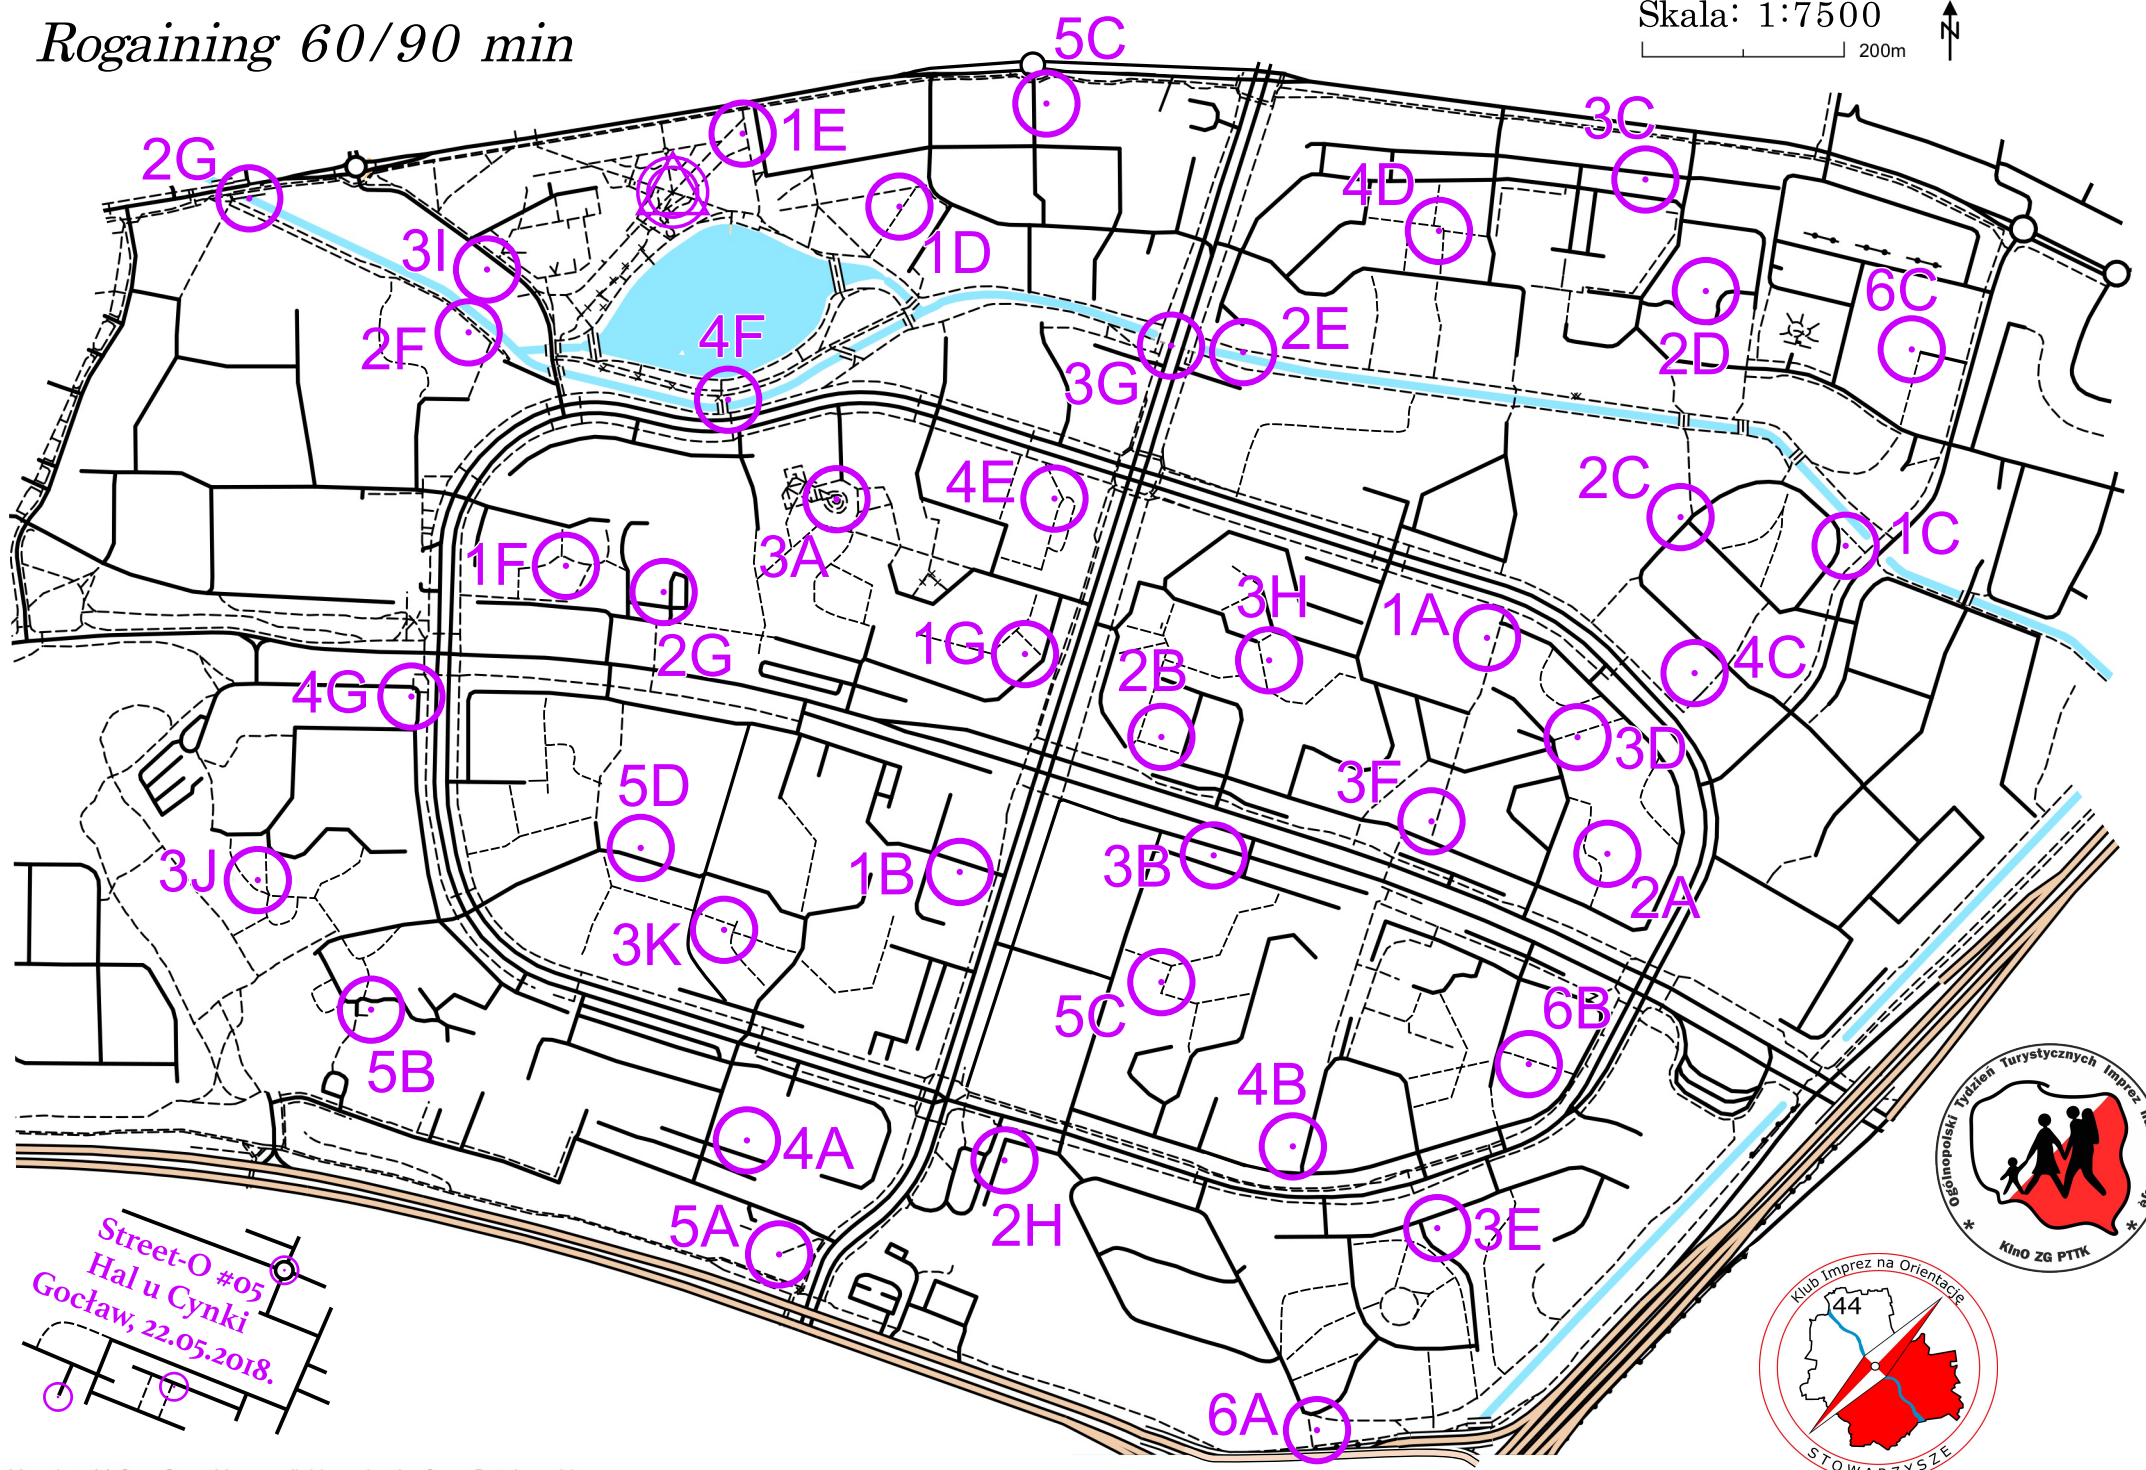 Rogaining 60/90 min
Skala: 1:7500
200m
N
5C
1E
3C
2G
4D
3I
1D
6C
2F
4F
2E
3G
2D
4E
2C
1C
1F
3A
3H
1A
2G
1G
2B
4C
4G
3D
5D
3F
3J
1B
3B
2A
3K
5C
6B
5B
4B
4A
5A
2H
3E
6A
Street-O #05
Hal u Cynki
Gocław, 22.05.2018.
Ogólnopolski Tydzień Turystycznych Imprez
* KInO ZG PTTK *
Klub Imprez na Orientację
44